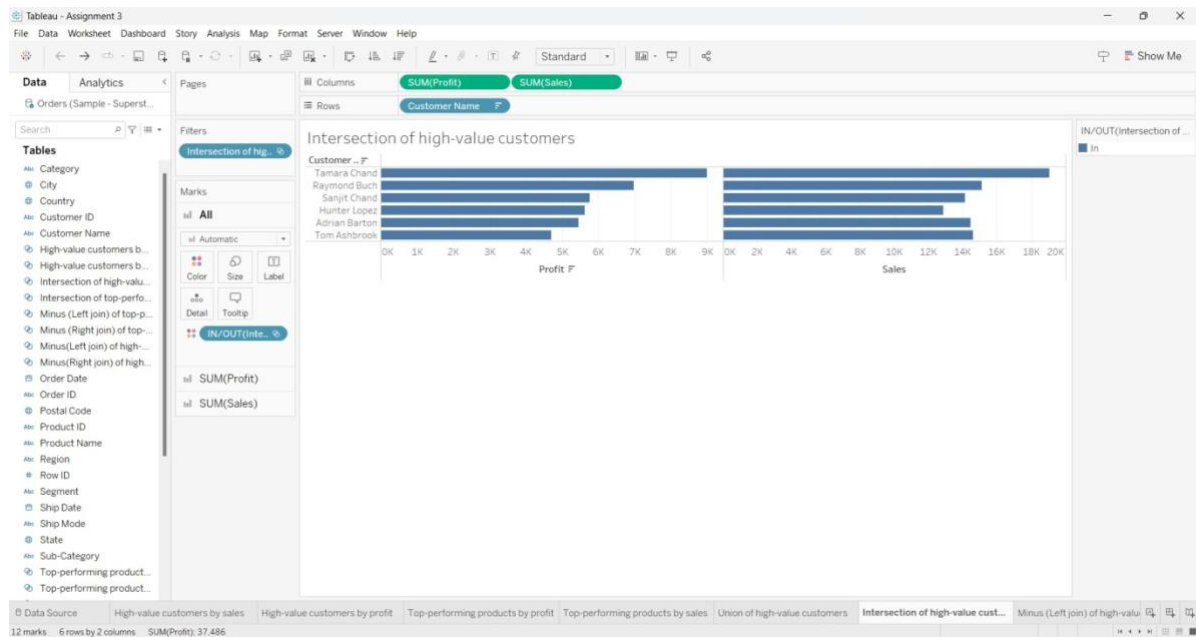 Tableau - Assignment 3
File Data Worksheet Dashboard Story Analysis Map Format Server Window Help
Standard
Show Me
Data Analytics
Orders (Sample - Superst...
Search
Tables
Category
City
Country
Customer ID
Customer Name
High-value customers b...
High-value customers b...
Intersection of high-valu...
Intersection of top-perfo...
Minus (Left join) of top-p...
Minus (Right join) of top-...
Minus(Left join) of high-...
Minus(Right join) of high...
Order Date
Order ID
Postal Code
Product ID
Product Name
Region
Row ID
Segment
Ship Date
Ship Mode
State
Sub-Category
Top-performing product...
Top-performing product...
Pages
Filters
Intersection of hig..
Marks
All
Automatic
Color Size Label
Detail Tooltip
IN/OUT(Inte..
SUM(Profit)
SUM(Sales)
Columns SUM(Profit) SUM(Sales)
Rows Customer Name
Intersection of high-value customers
Customer ..
Tamara Chand
Raymond Buch
Sanjit Chand
Hunter Lopez
Adrian Barton
Tom Ashbrook
0K 1K 2K 3K 4K 5K 6K 7K 8K 9K 0K 2K 4K 6K 8K 10K 12K 14K 16K 18K 20K
Profit Sales
IN/OUT(Intersection of ...
In
Data Source High-value customers by sales High-value customers by profit Top-performing products by profit Top-performing products by sales Union of high-value customers Intersection of high-value cust... Minus (Left join) of high-valu
12 marks 6 rows by 2 columns SUM(Profit): 37,486